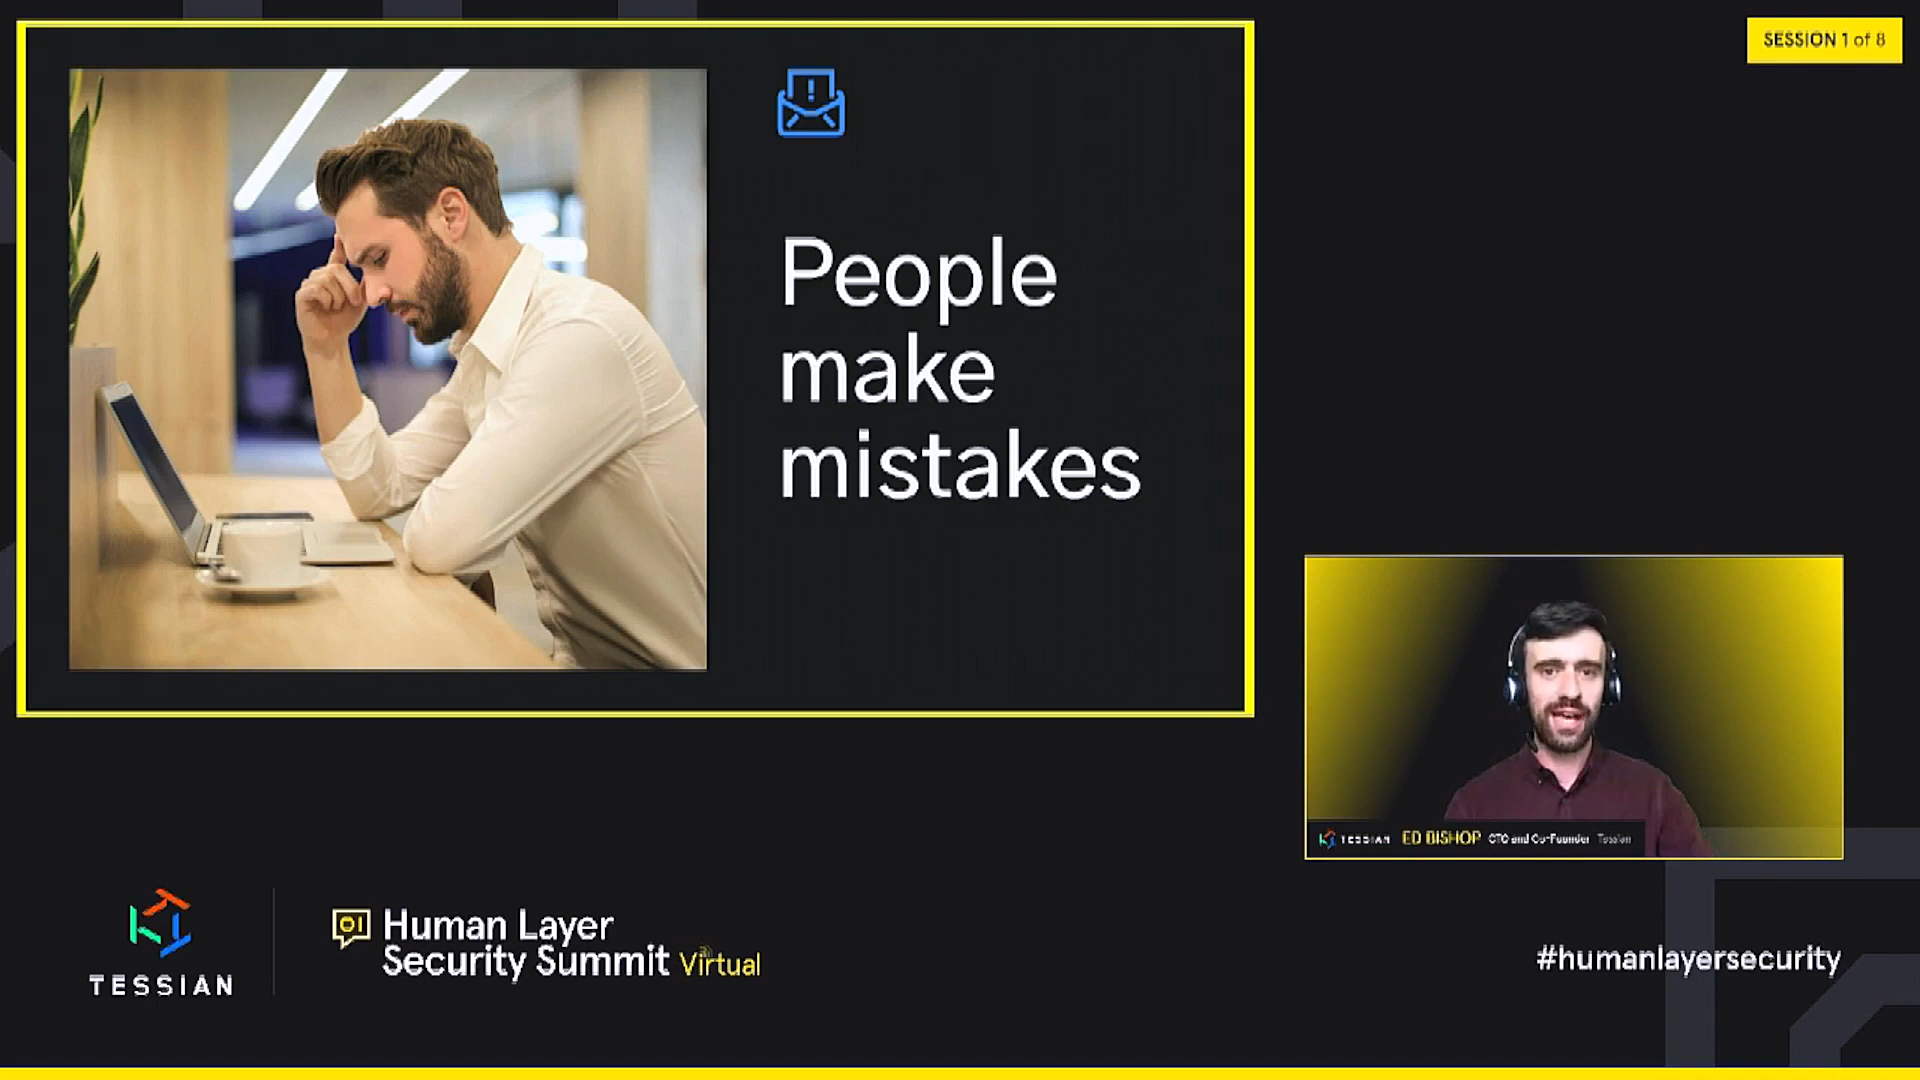 SESSION 1 of 8
!
People
make
mistakes
TESSIAN ED BISHOP CTO and Co-Founder Tessian
TESSIAN
Human Layer
Security Summit Virtual
#humanlayersecurity